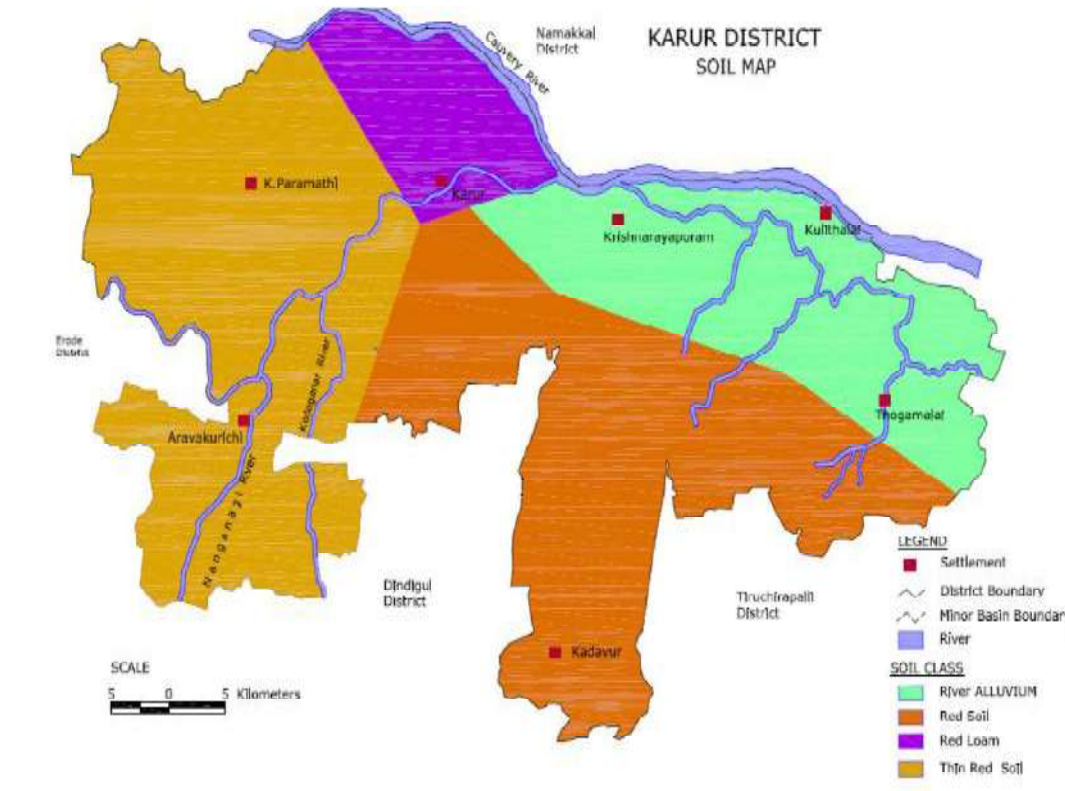 KARUR DISTRICT
SOIL MAP
Namakkal
District
Cauvery River
K.Paramathi
Karur
Krishnarayapuram
Kulithalai
Erode
District
Kotaganar River
Aravakurichi
Nanganaji River
Thogamalai
Dindigul
District
Tiruchirapalli
District
Kadavur
SCALE
5 0 5 Kilometers
LEGEND
Settlement
District Boundary
Minor Basin Boundar
River
SOIL CLASS
River ALLUVIUM
Red Soil
Red Loam
Thin Red Soil